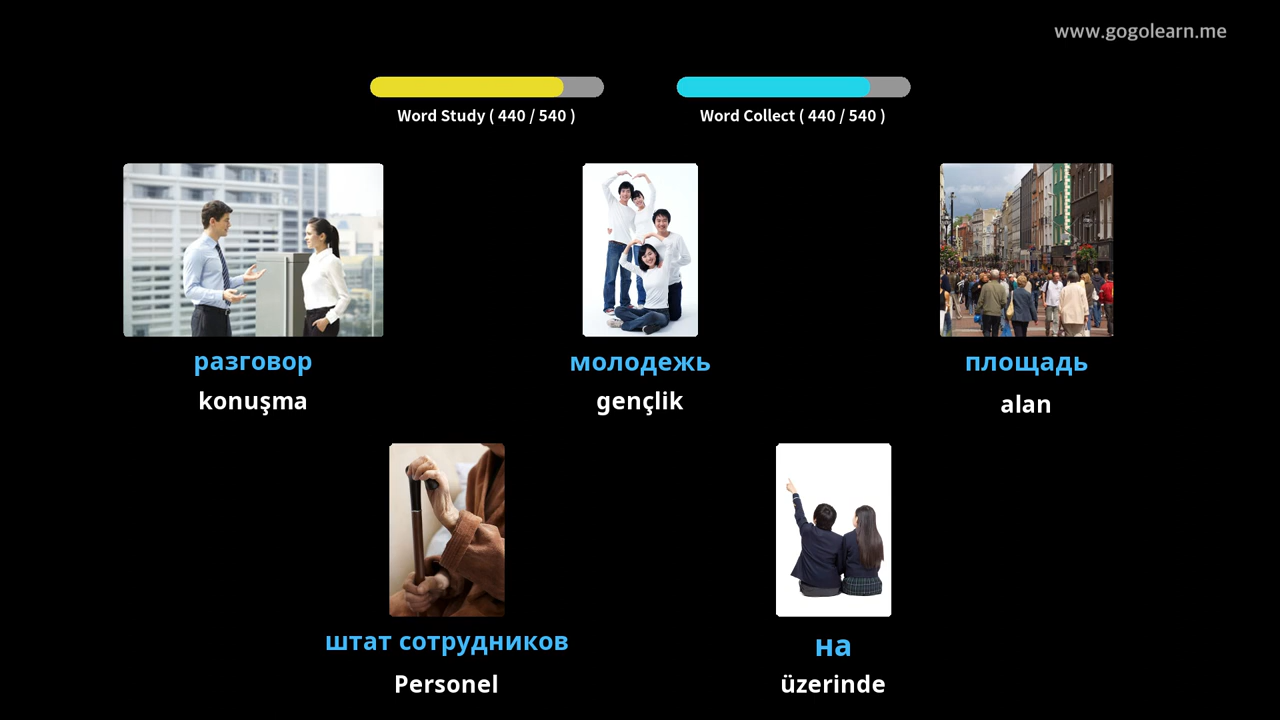 www.gogolearn.me
Word Study ( 440 / 540 )
Word Collect ( 440 / 540 )
разговор
молодежь
площадь
konuşma
gençlik
alan
штат сотрудников
на
Personel
üzerinde